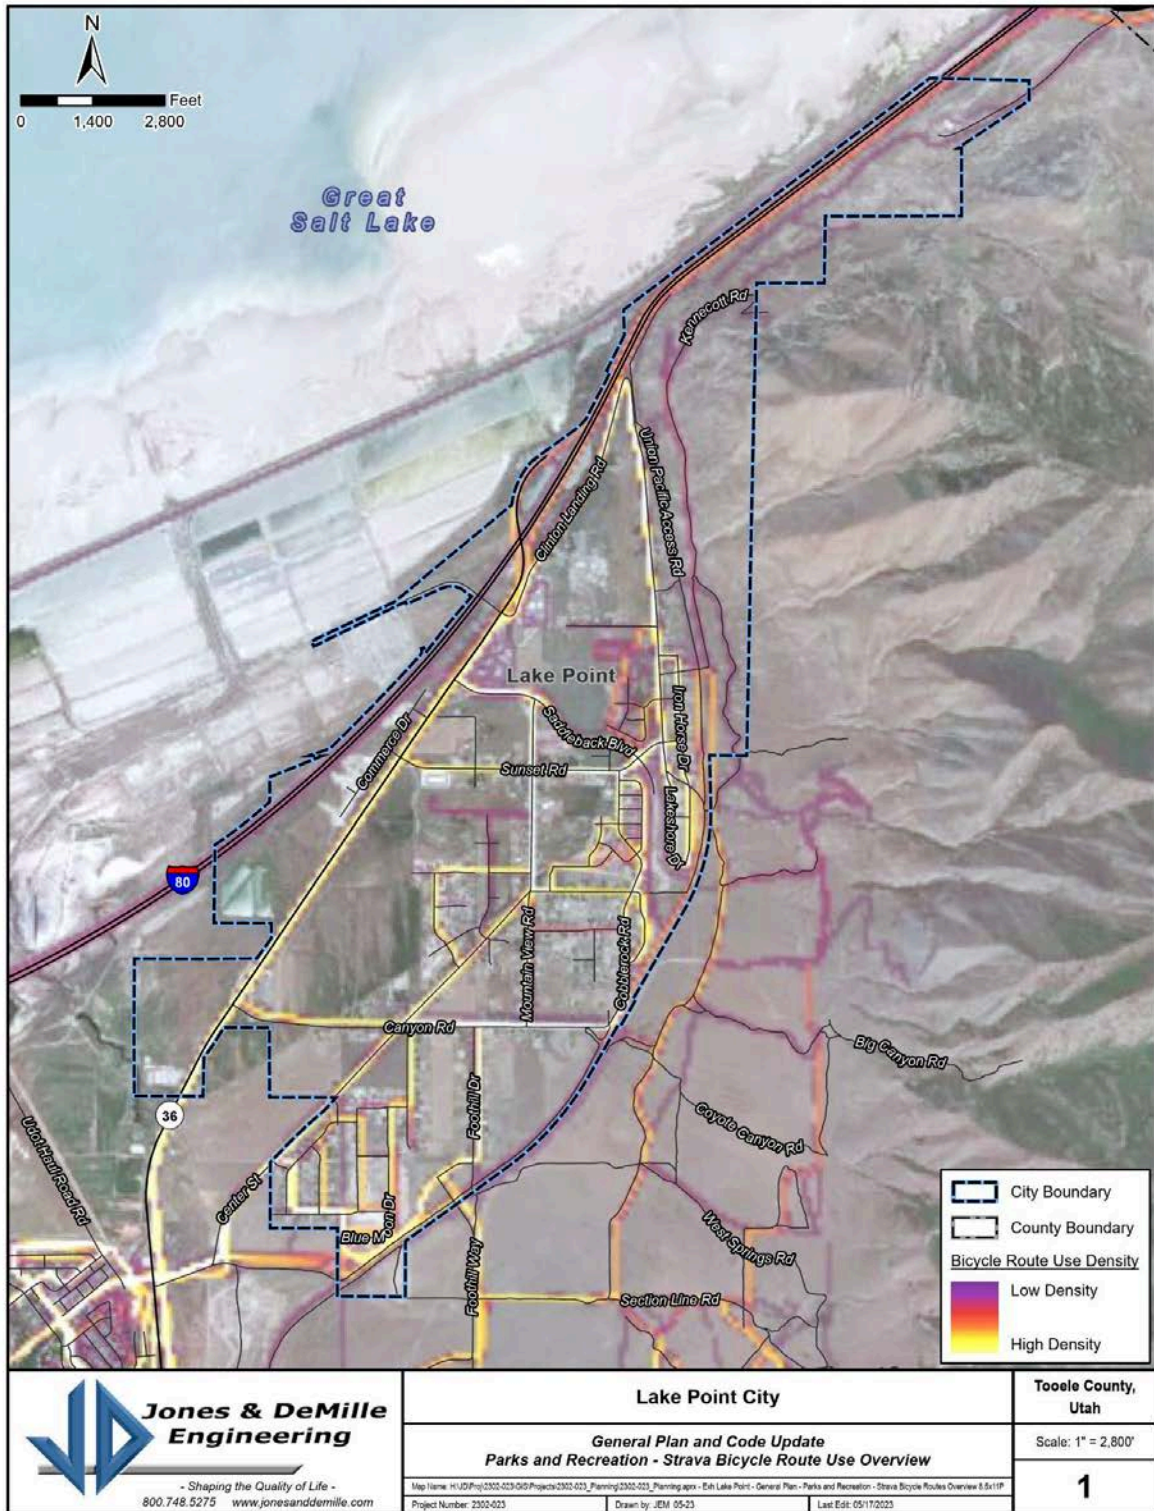 N
Feet
0 1,400 2,800
Great
Salt Lake
Kennecott Rd
Union Pacific Access Rd
Clinton Landing Rd
Lake Point
Iron Horse Dr
Saddleback Blvd
Commerce Dr
Sunset Rd
Lakeshore Dr
80
Mountain View Rd
Cobblerock Rd
Canyon Rd
Big Canyon Rd
36
Foothill Dr
Coyote Canyon Rd
Udot Haul Road Rd
Center St
Blue Moon Dr
West Springs Rd
Foothill Way
Section Line Rd
City Boundary
County Boundary
Bicycle Route Use Density
Low Density
High Density
Jones & DeMille
Engineering
- Shaping the Quality of Life -
800.748.5275 www.jonesanddemille.com
Lake Point City
General Plan and Code Update
Parks and Recreation - Strava Bicycle Route Use Overview
Project Number: 2302-023 Drawn by: JEM 05-23 Last Edit: 05/17/2023
Tooele County,
Utah
Scale: 1" = 2,800'
1